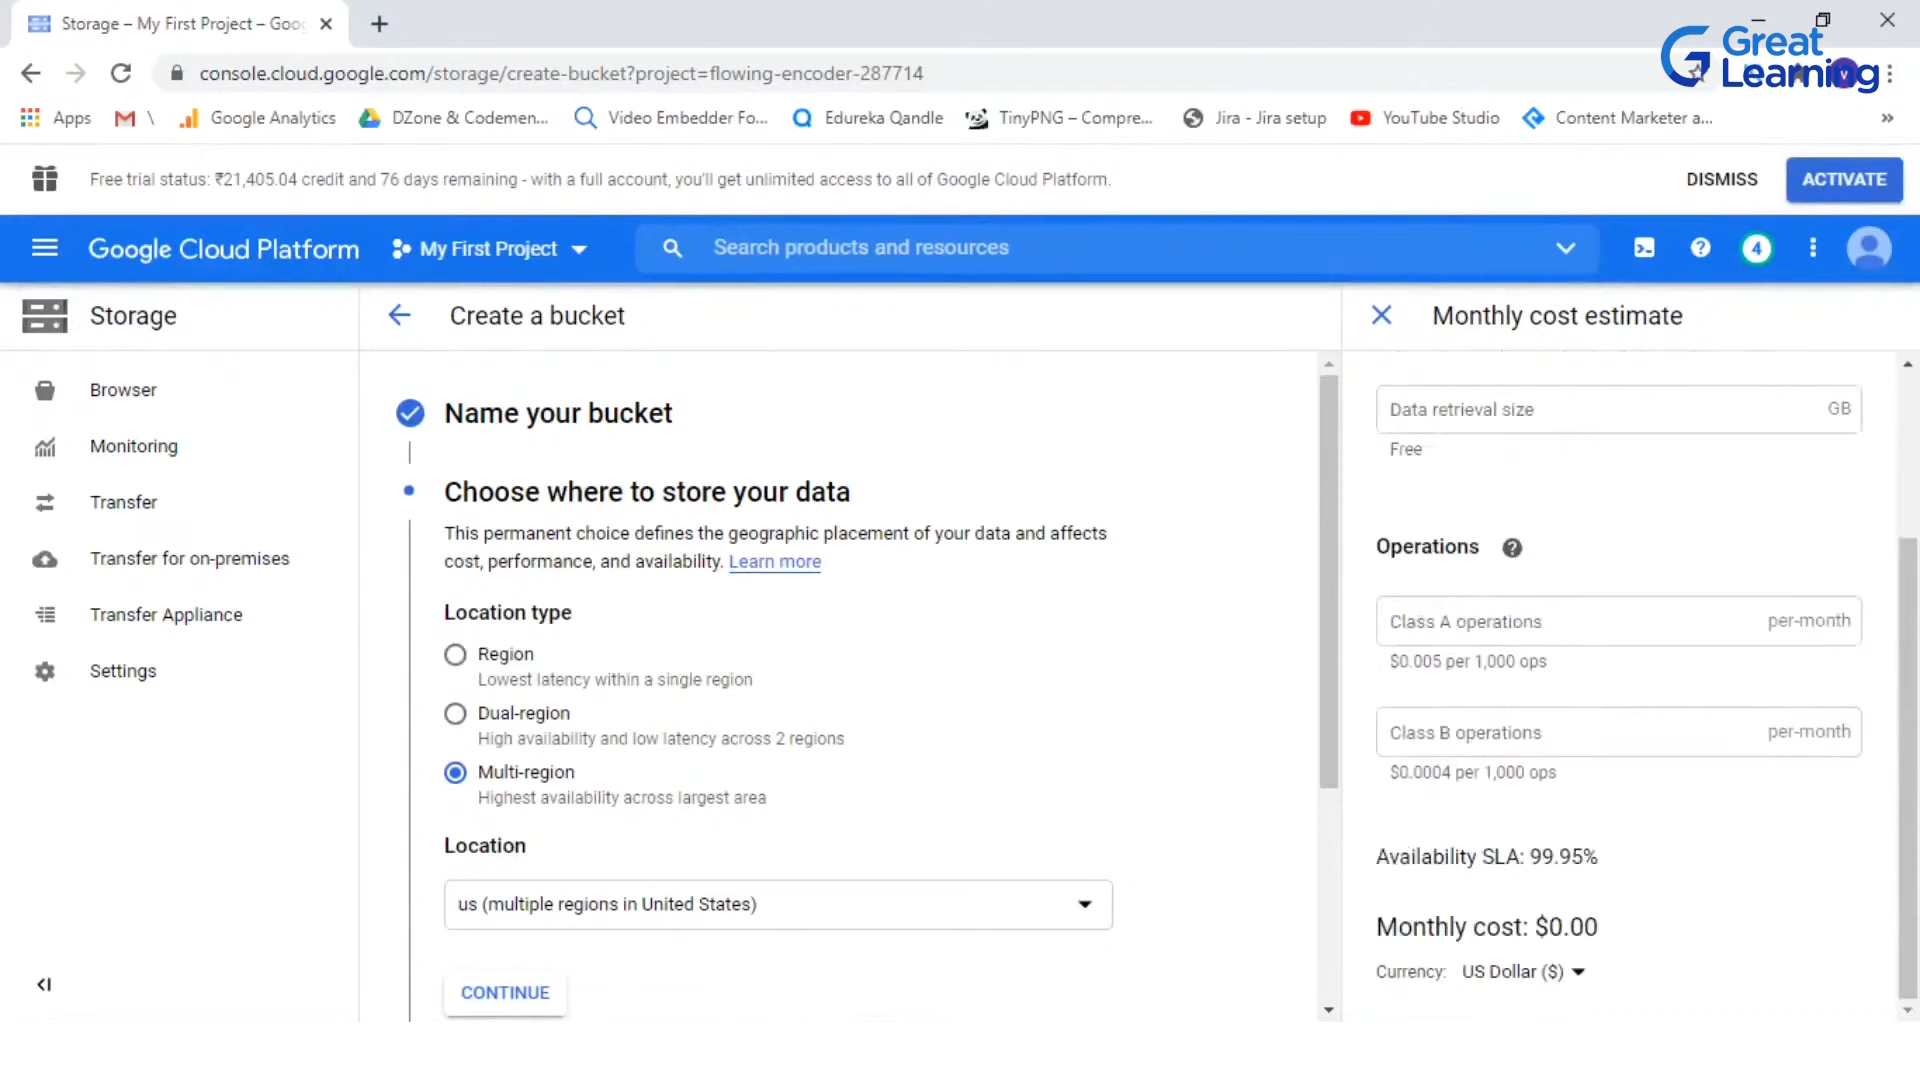 Storage – My First Project – Goo
Great Learning
console.cloud.google.com/storage/create-bucket?project=flowing-encoder-287714
Apps
\
Google Analytics
DZone & Codemen...
Video Embedder Fo...
Edureka Qandle
TinyPNG – Compre...
Jira - Jira setup
YouTube Studio
Content Marketer a...
»
Free trial status: ₹21,405.04 credit and 76 days remaining - with a full account, you'll get unlimited access to all of Google Cloud Platform.
DISMISS
ACTIVATE
Google Cloud Platform
My First Project
Search products and resources
4
Storage
Create a bucket
Monthly cost estimate
Browser
Monitoring
Transfer
Transfer for on-premises
Transfer Appliance
Settings
Name your bucket
Choose where to store your data
This permanent choice defines the geographic placement of your data and affects
cost, performance, and availability. Learn more
Location type
Region
Lowest latency within a single region
Dual-region
High availability and low latency across 2 regions
Multi-region
Highest availability across largest area
Location
us (multiple regions in United States)
CONTINUE
Data retrieval size GB
Free
Operations
Class A operations per-month
$0.005 per 1,000 ops
Class B operations per-month
$0.0004 per 1,000 ops
Availability SLA: 99.95%
Monthly cost: $0.00
Currency: US Dollar ($)